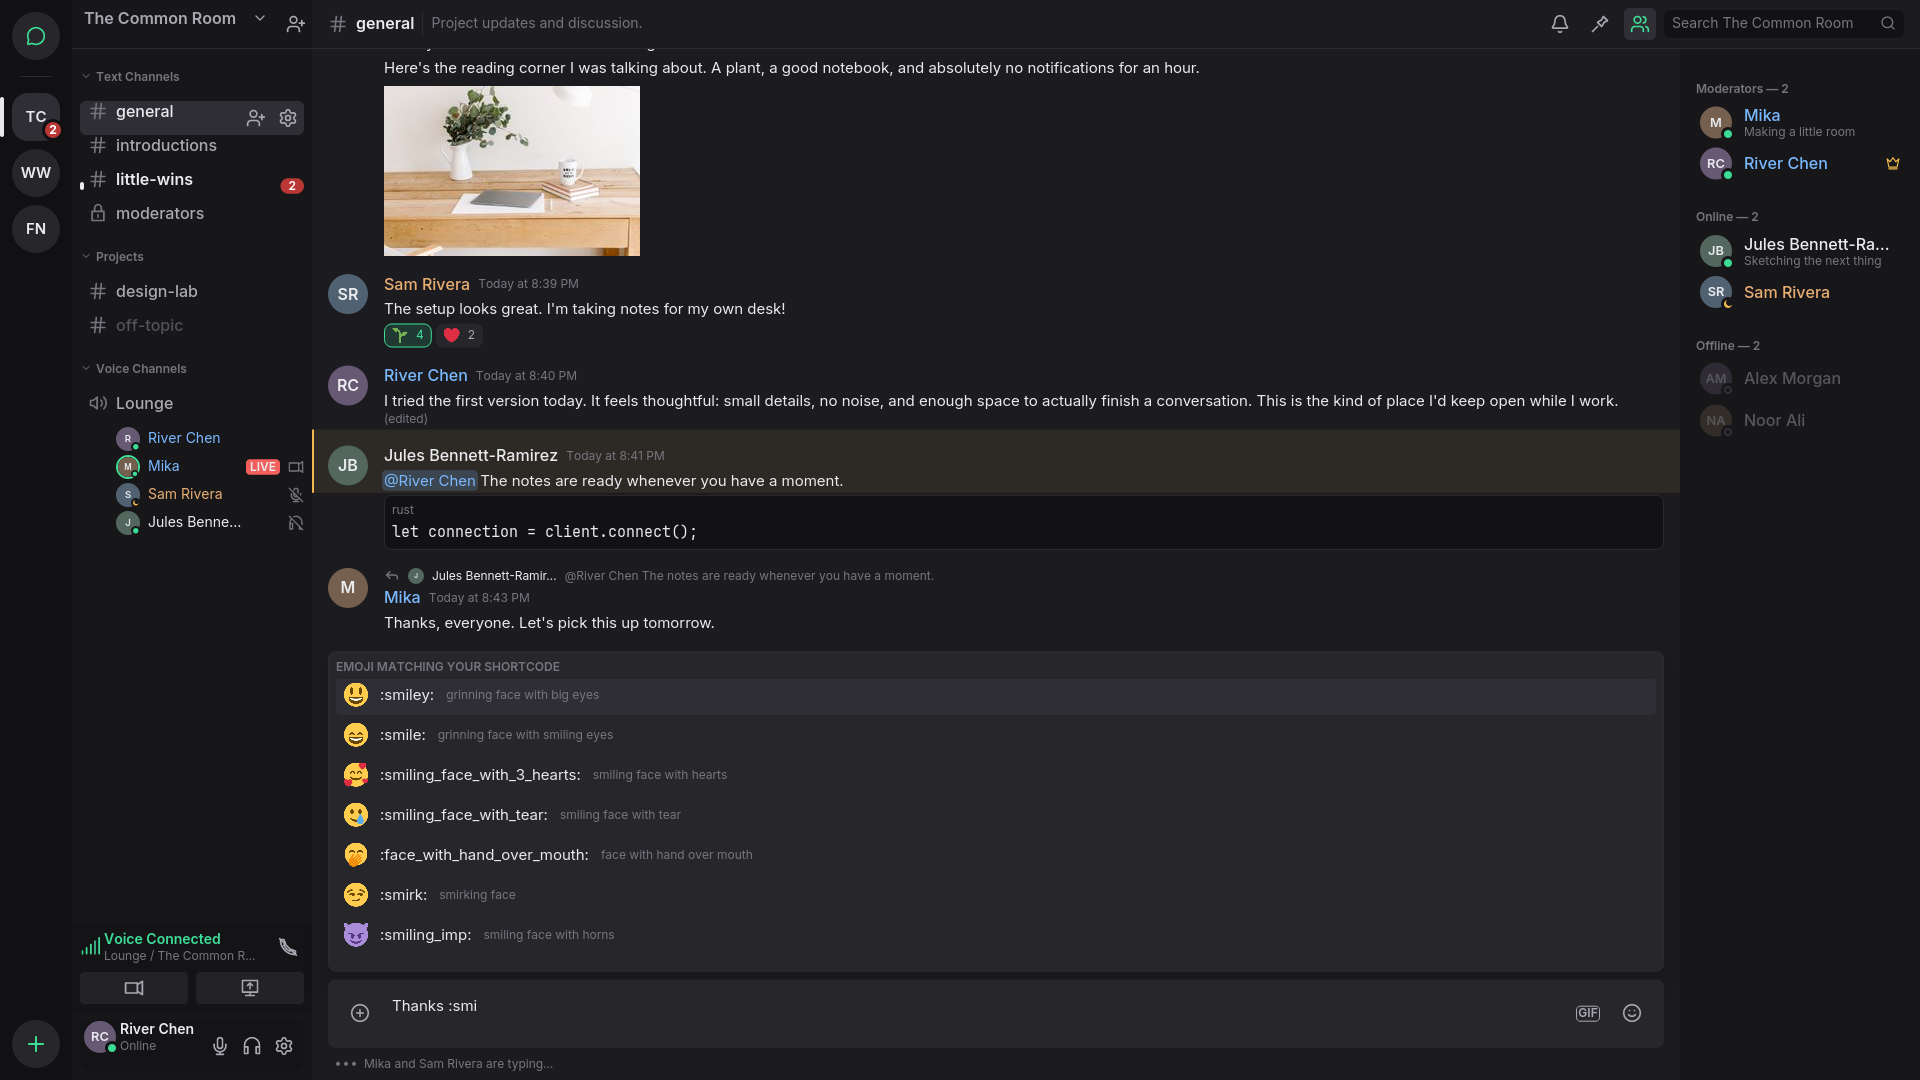 The Common Room
# general
Project updates and discussion.
Search The Common Room
TC
2
WW
FN
Text Channels
# general
# introductions
# little-wins
2
moderators
Projects
# design-lab
# off-topic
Voice Channels
Lounge
R
River Chen
M
Mika
LIVE
S
Sam Rivera
J
Jules Benne...
Voice Connected
Lounge / The Common R...
RC
River Chen
Online
Here's the reading corner I was talking about. A plant, a good notebook, and absolutely no notifications for an hour.
SR
Sam Rivera Today at 8:39 PM
The setup looks great. I'm taking notes for my own desk!
4
2
RC
River Chen Today at 8:40 PM
I tried the first version today. It feels thoughtful: small details, no noise, and enough space to actually finish a conversation. This is the kind of place I'd keep open while I work.
(edited)
JB
Jules Bennett-Ramirez Today at 8:41 PM
@River Chen The notes are ready whenever you have a moment.
rust
let connection = client.connect();
J
Jules Bennett-Ramir... @River Chen The notes are ready whenever you have a moment.
M
Mika Today at 8:43 PM
Thanks, everyone. Let's pick this up tomorrow.
EMOJI MATCHING YOUR SHORTCODE
:smiley: grinning face with big eyes
:smile: grinning face with smiling eyes
:smiling_face_with_3_hearts: smiling face with hearts
:smiling_face_with_tear: smiling face with tear
:face_with_hand_over_mouth: face with hand over mouth
:smirk: smirking face
:smiling_imp: smiling face with horns
Thanks :smi
GIF
Mika and Sam Rivera are typing...
Moderators — 2
M
Mika
Making a little room
RC
River Chen
Online — 2
JB
Jules Bennett-Ra...
Sketching the next thing
SR
Sam Rivera
Offline — 2
AM
Alex Morgan
NA
Noor Ali